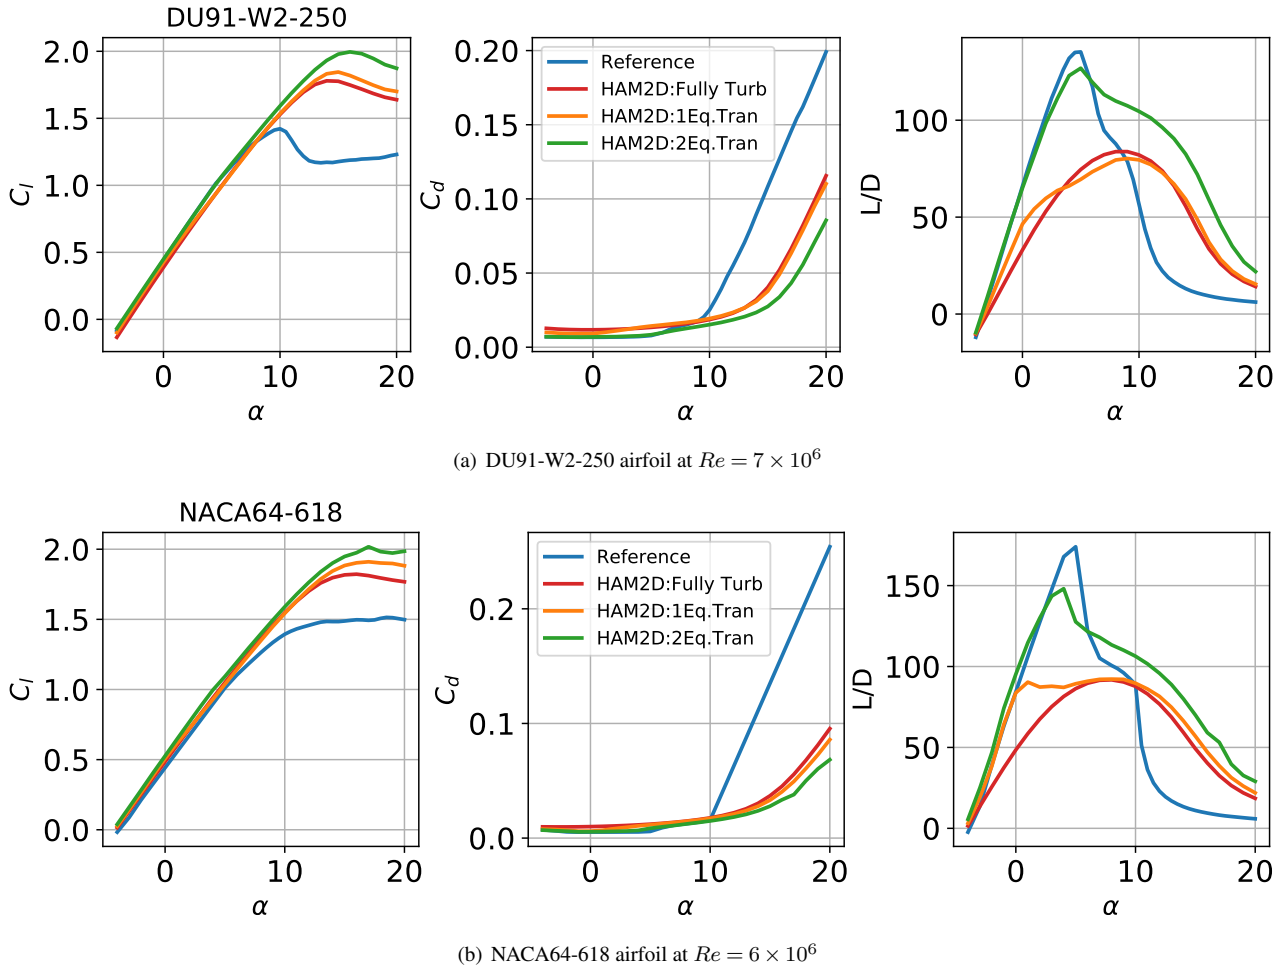 DU91-W2-250
2.0
1.5
1.0
0.5
0.0
C_l
0 10 20
α
0.20
0.15
0.10
0.05
0.00
C_d
Reference
HAM2D:Fully Turb
HAM2D:1Eq.Tran
HAM2D:2Eq.Tran
0 10 20
α
100
50
0
L/D
0 10 20
α
(a) DU91-W2-250 airfoil at Re = 7 × 10⁶
NACA64-618
2.0
1.5
1.0
0.5
0.0
C_l
0 10 20
α
0.2
0.1
0.0
C_d
Reference
HAM2D:Fully Turb
HAM2D:1Eq.Tran
HAM2D:2Eq.Tran
0 10 20
α
150
100
50
0
L/D
0 10 20
α
(b) NACA64-618 airfoil at Re = 6 × 10⁶